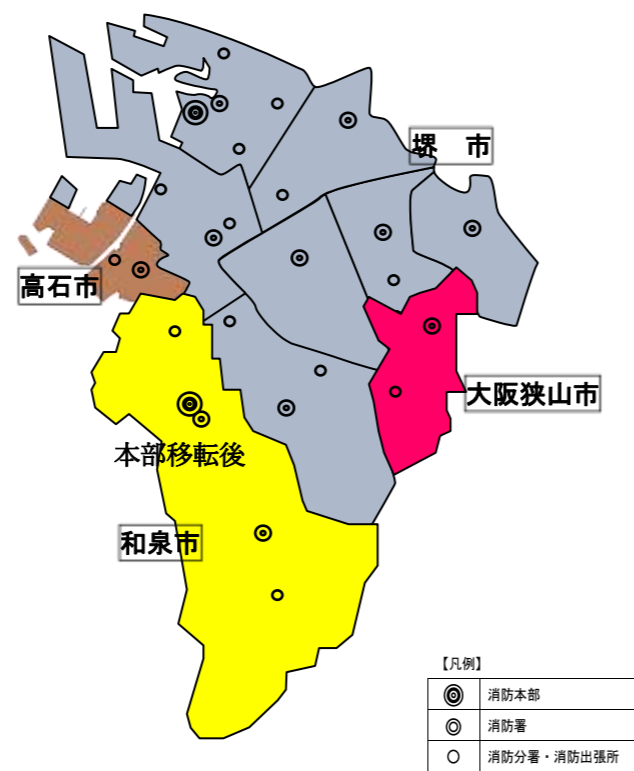 堺 市
高石市
大阪狭山市
本部移転後
和泉市
【凡例】
消防本部
消防署
消防分署・消防出張所